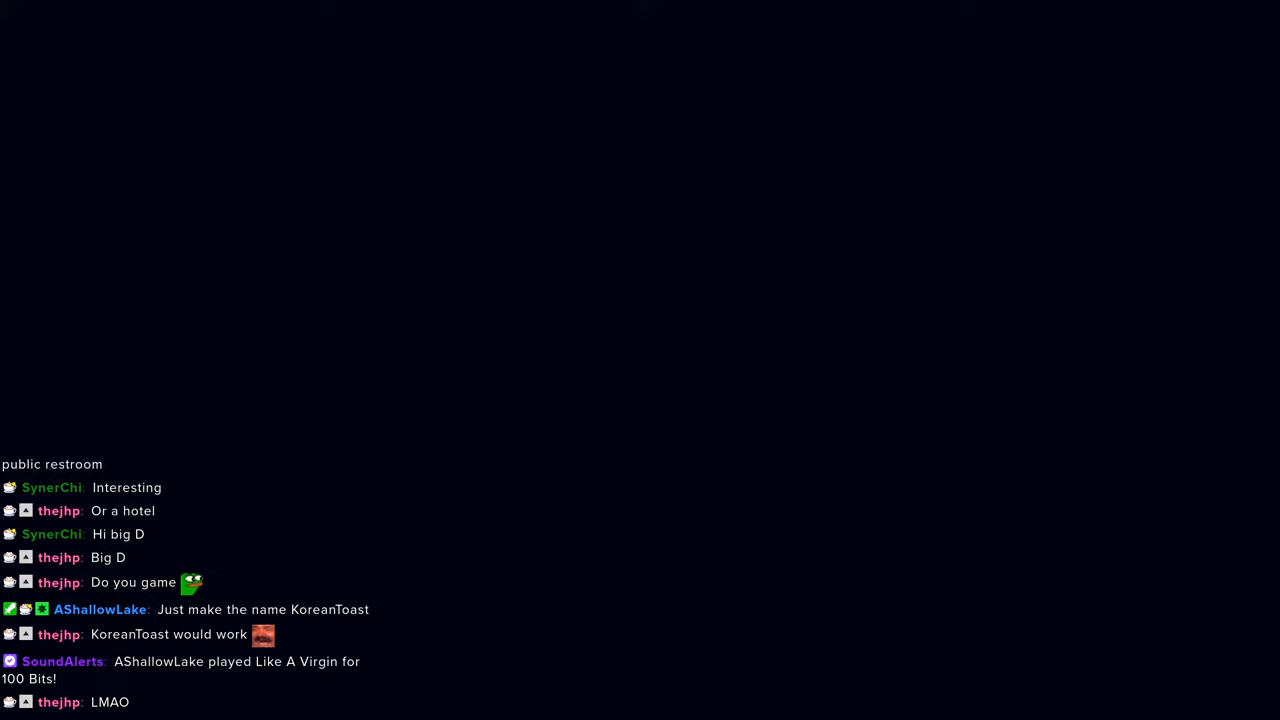 public restroom
SynerChi: Interesting
thejhp: Or a hotel
SynerChi: Hi big D
thejhp: Big D
thejhp: Do you game
AShallowLake: Just make the name KoreanToast
thejhp: KoreanToast would work
SoundAlerts: AShallowLake played Like A Virgin for
100 Bits!
thejhp: LMAO